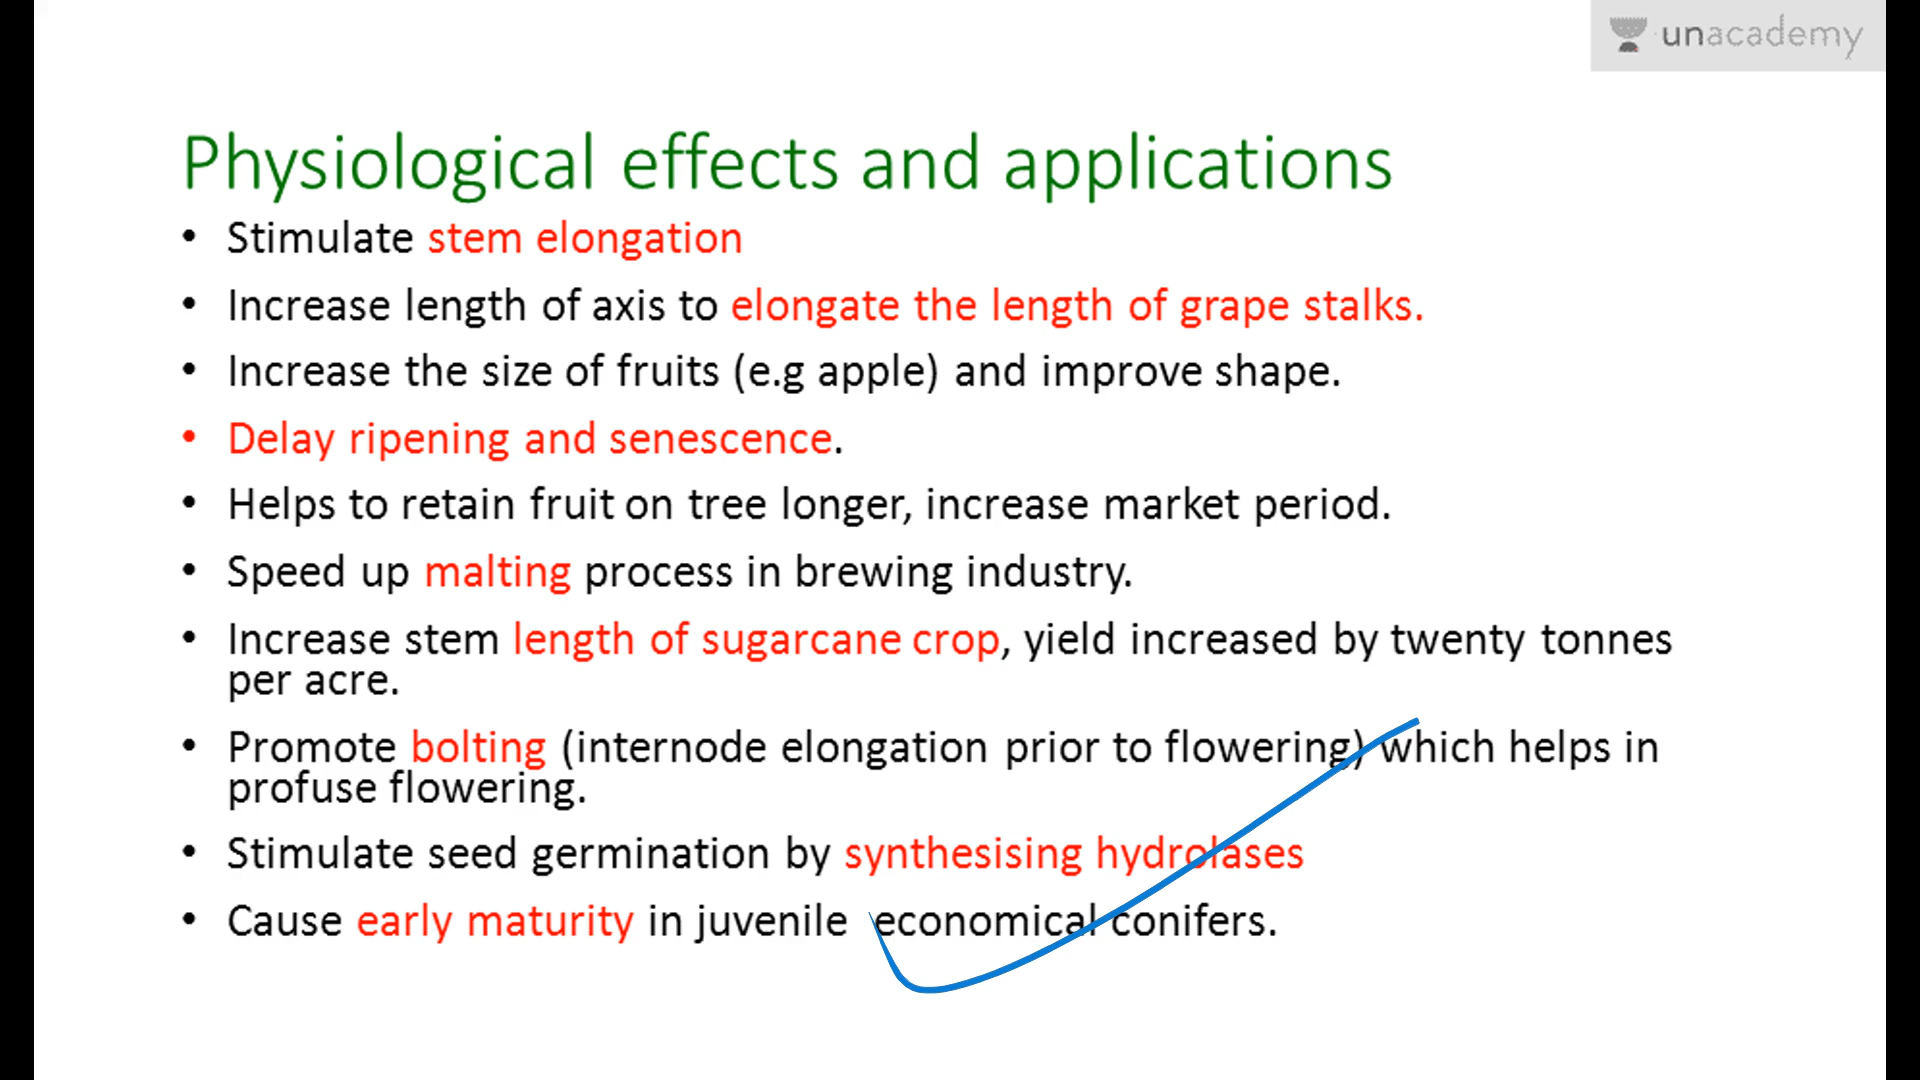 unacademy
Physiological effects and applications
• Stimulate stem elongation
• Increase length of axis to elongate the length of grape stalks.
• Increase the size of fruits (e.g apple) and improve shape.
• Delay ripening and senescence.
• Helps to retain fruit on tree longer, increase market period.
• Speed up malting process in brewing industry.
• Increase stem length of sugarcane crop, yield increased by twenty tonnes
per acre.
• Promote bolting (internode elongation prior to flowering) which helps in
profuse flowering.
• Stimulate seed germination by synthesising hydrolases
• Cause early maturity in juvenile economical conifers.